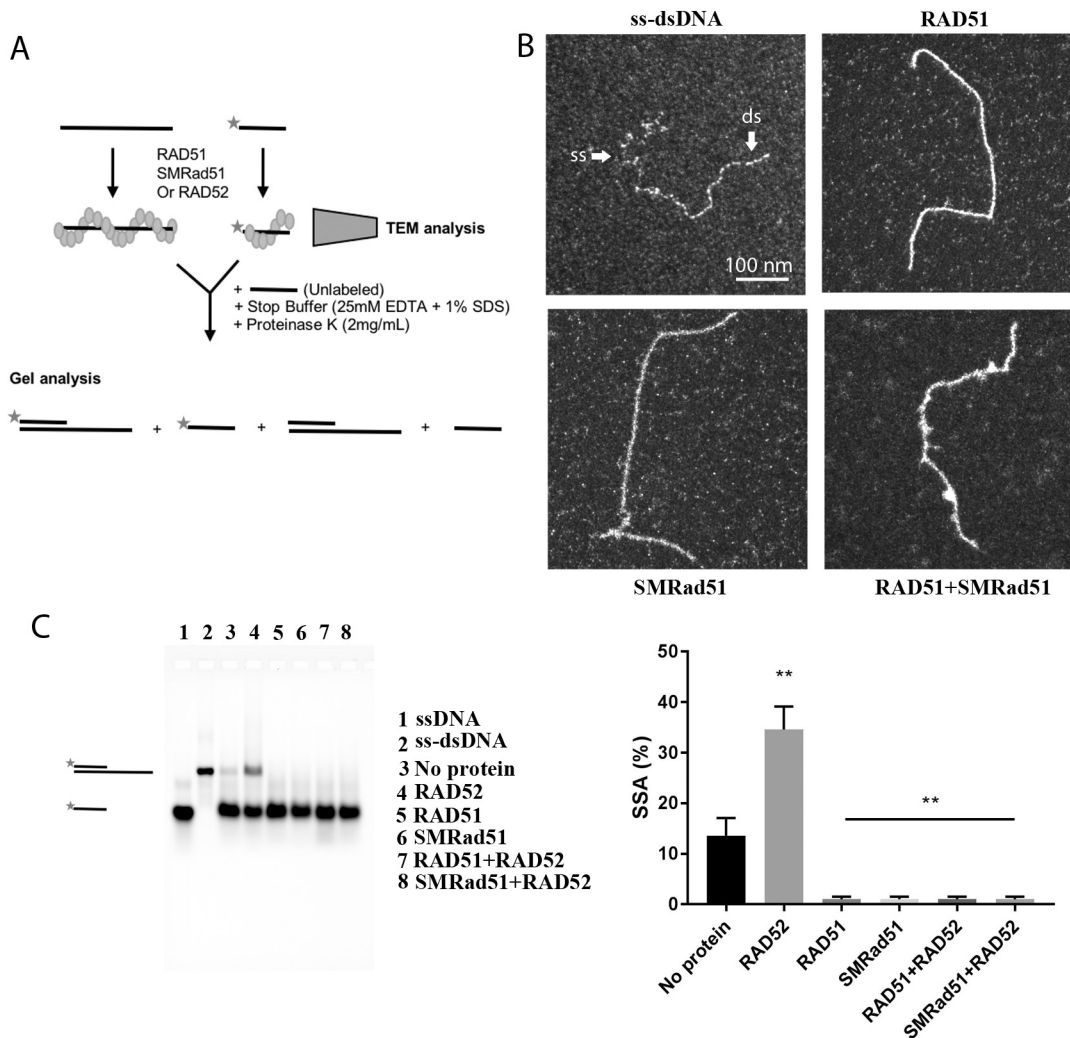 A
RAD51
SMRad51
Or RAD52
TEM analysis
+ (Unlabeled)
+ Stop Buffer (25mM EDTA + 1% SDS)
+ Proteinase K (2mg/mL)
Gel analysis
+ + +
B
ss-dsDNA
RAD51
ss
ds
100 nm
SMRad51
RAD51+SMRad51
C
1 2 3 4 5 6 7 8
1 ssDNA
2 ss-dsDNA
3 No protein
4 RAD52
5 RAD51
6 SMRad51
7 RAD51+RAD52
8 SMRad51+RAD52
SSA (%)
50
40
30
20
10
0
**
**
No protein
RAD52
RAD51
SMRad51
RAD51+RAD52
SMRad51+RAD52